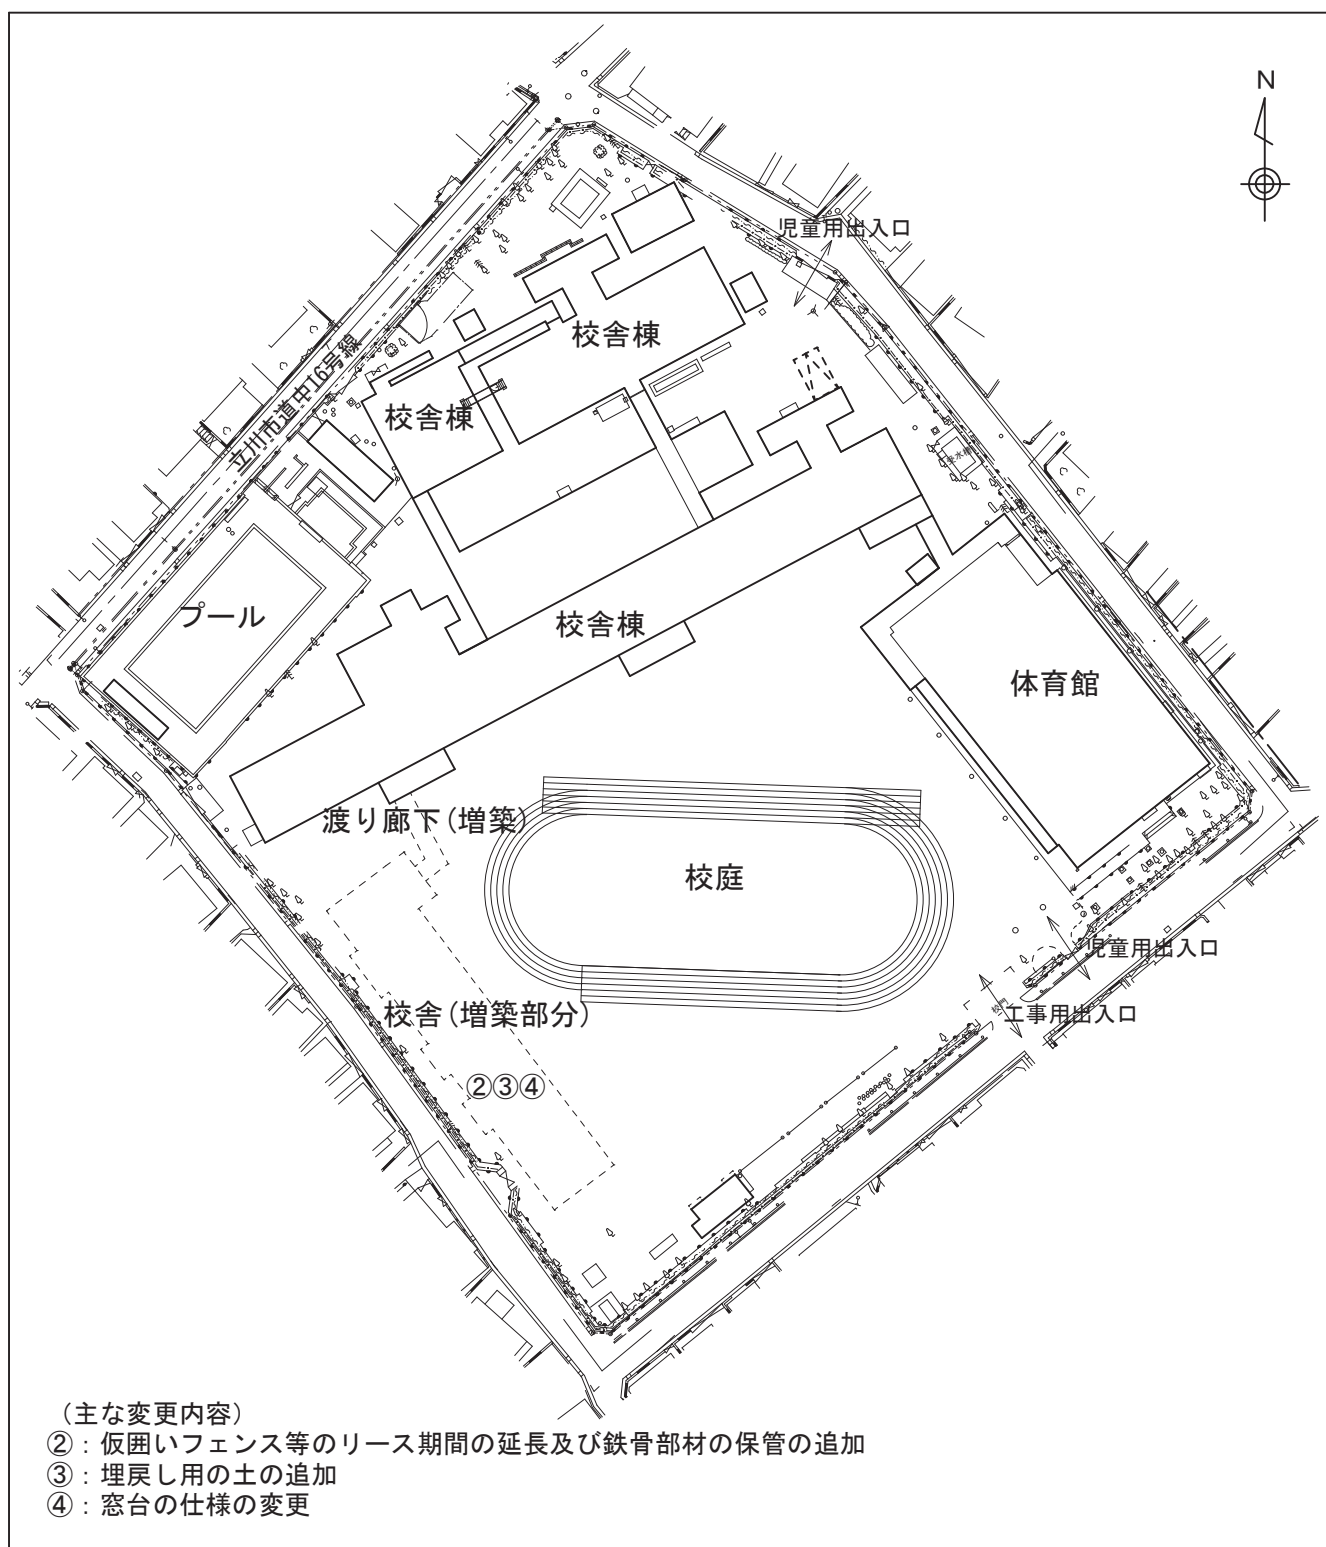 N
児童用出入口
校舎棟
立川市道中16号線
校舎棟
受水槽
プール
校舎棟
体育館
渡り廊下(増築)
校庭
児童用出入口
校門
工事用出入口
校舎(増築部分)
②③④
(主な変更内容)
②：仮囲いフェンス等のリース期間の延長及び鉄骨部材の保管の追加
③：埋戻し用の土の追加
④：窓台の仕様の変更